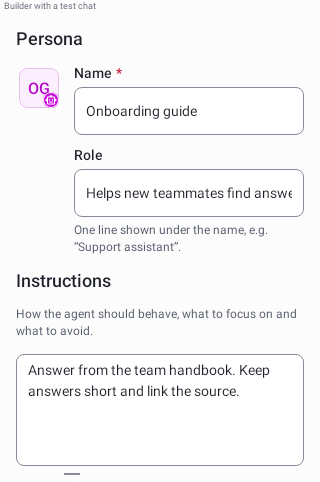 Builder with a test chat
Persona
OG
Name *
Onboarding guide
Role
Helps new teammates find answe
One line shown under the name, e.g.
“Support assistant”.
Instructions
How the agent should behave, what to focus on and
what to avoid.
Answer from the team handbook. Keep
answers short and link the source.